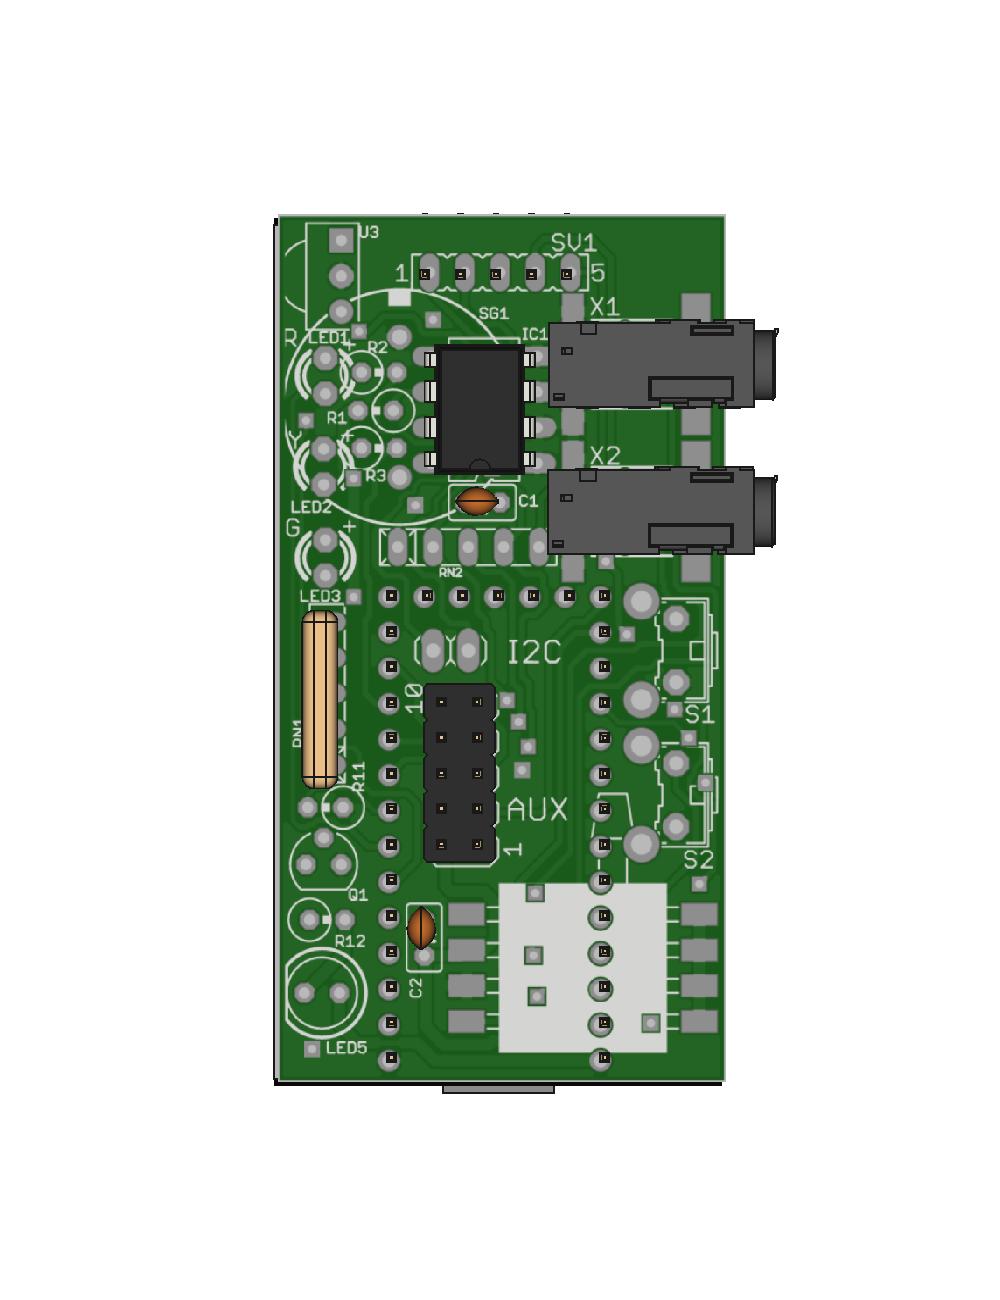 U3
SV1
1
5
SG1
X1
R
LED1
+
IC1
R2
R1
Y
+
X2
R3
LED2
C1
G
+
RN2
LED3
I2C
10
S1
RN1
R11
AUX
1
S2
Q1
R12
C2
LED5